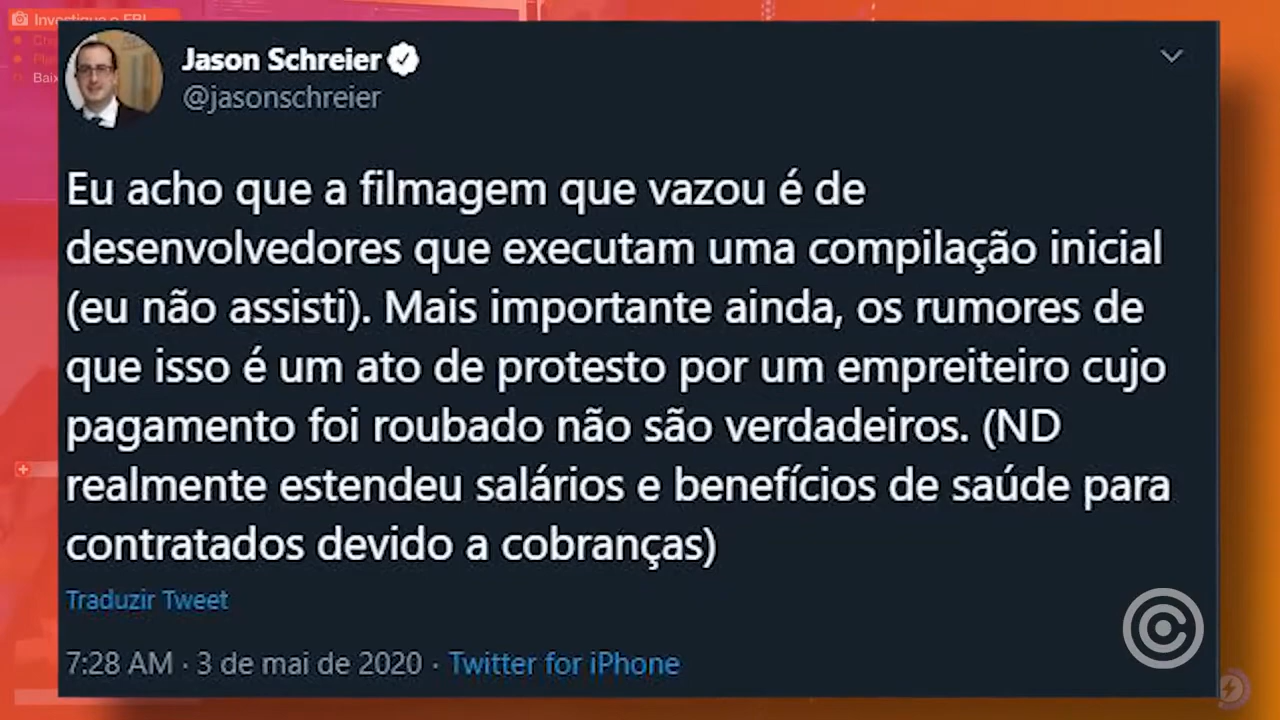 Investigue o FBI
Baix
Jason Schreier
@jasonschreier
Eu acho que a filmagem que vazou é de
desenvolvedores que executam uma compilação inicial
(eu não assisti). Mais importante ainda, os rumores de
que isso é um ato de protesto por um empreiteiro cujo
pagamento foi roubado não são verdadeiros. (ND
realmente estendeu salários e benefícios de saúde para
contratados devido a cobranças)
Traduzir Tweet
7:28 AM · 3 de mai de 2020 · Twitter for iPhone